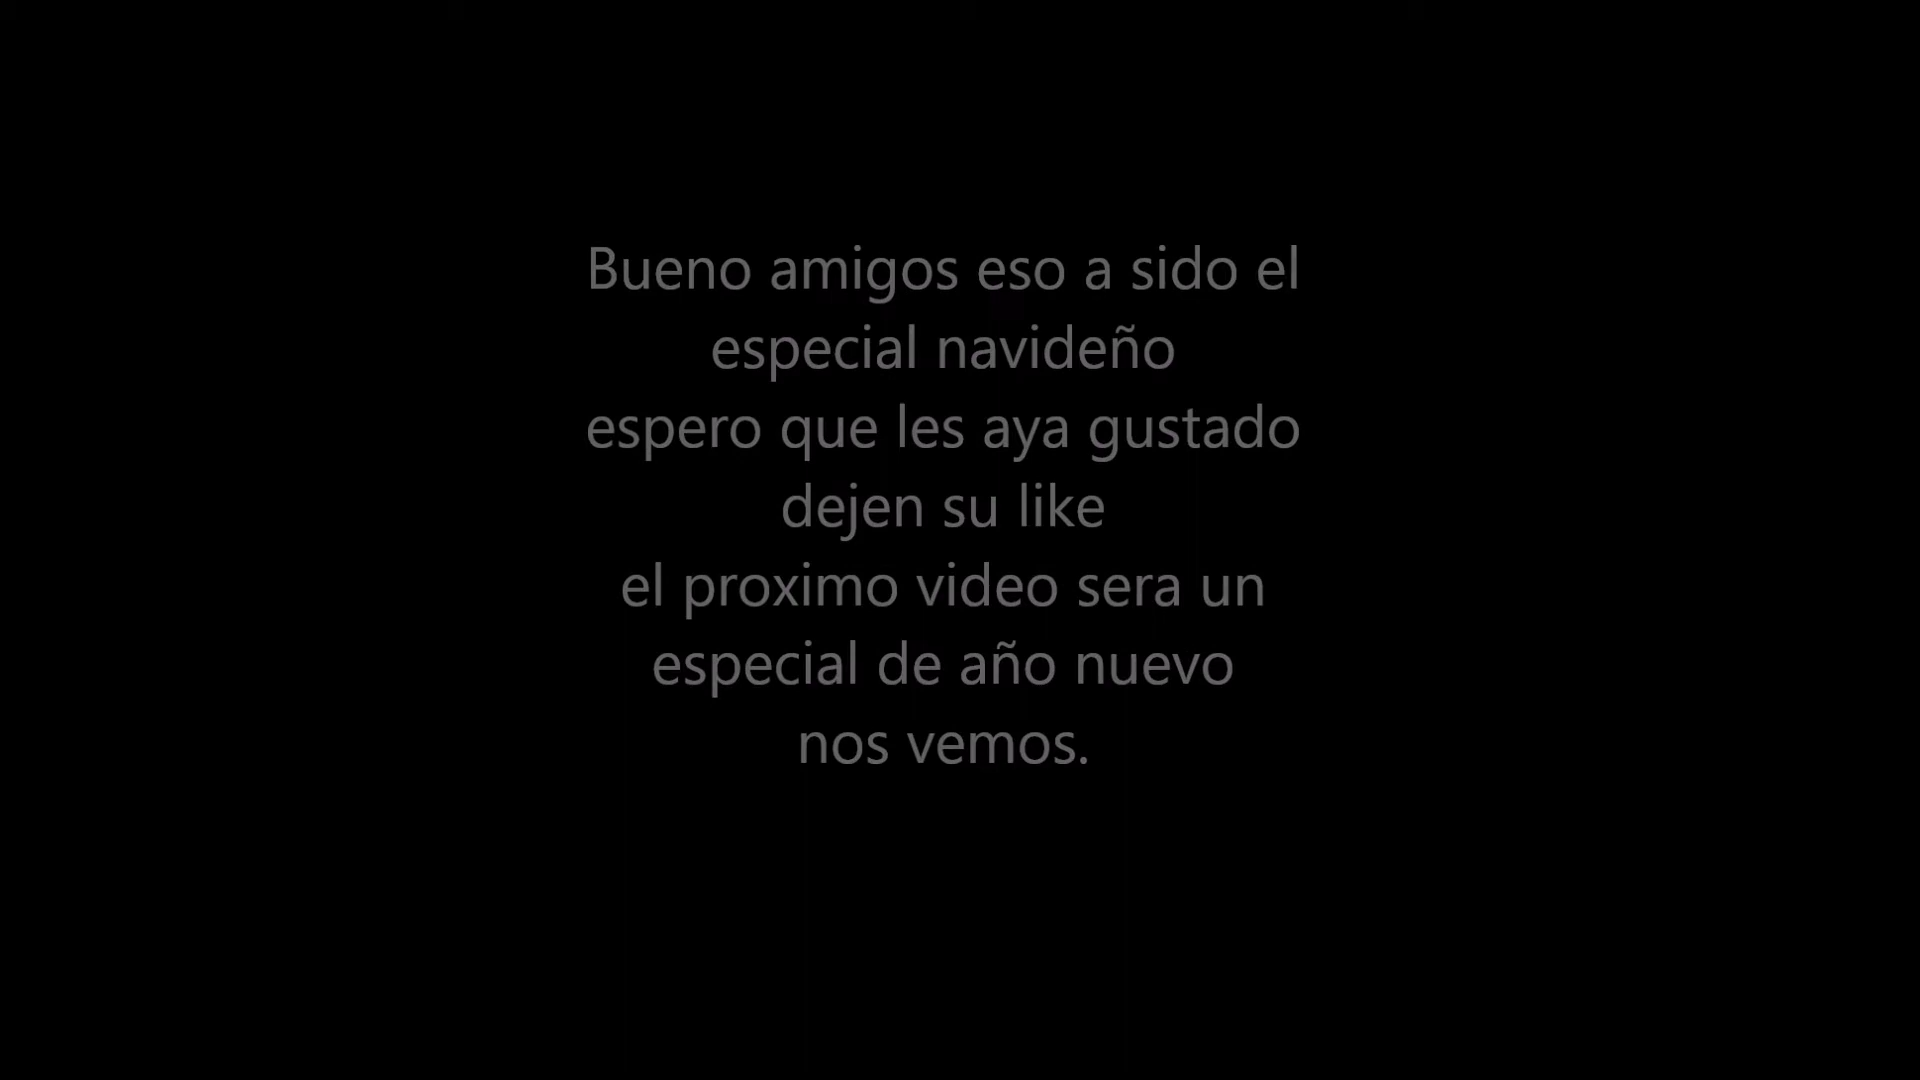 Bueno amigos eso a sido el
especial navideño
espero que les aya gustado
dejen su like
el proximo video sera un
especial de año nuevo
nos vemos.